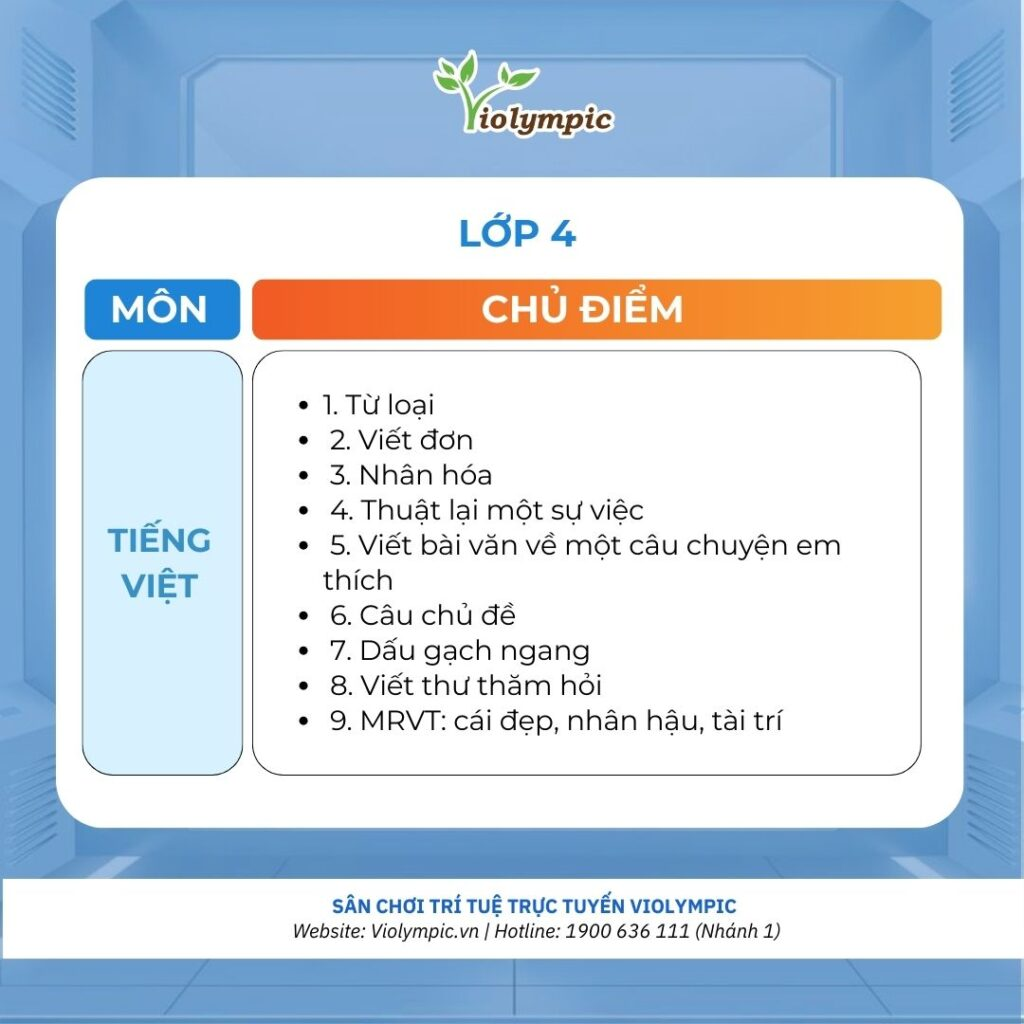 Violympic
LỚP 4
MÔN
CHỦ ĐIỂM
TIẾNG
VIỆT
• 1. Từ loại
• 2. Viết đơn
• 3. Nhân hóa
• 4. Thuật lại một sự việc
• 5. Viết bài văn về một câu chuyện em
thích
• 6. Câu chủ đề
• 7. Dấu gạch ngang
• 8. Viết thư thăm hỏi
• 9. MRVT: cái đẹp, nhân hậu, tài trí
SÂN CHƠI TRÍ TUỆ TRỰC TUYẾN VIOLYMPIC
Website: Violympic.vn | Hotline: 1900 636 111 (Nhánh 1)